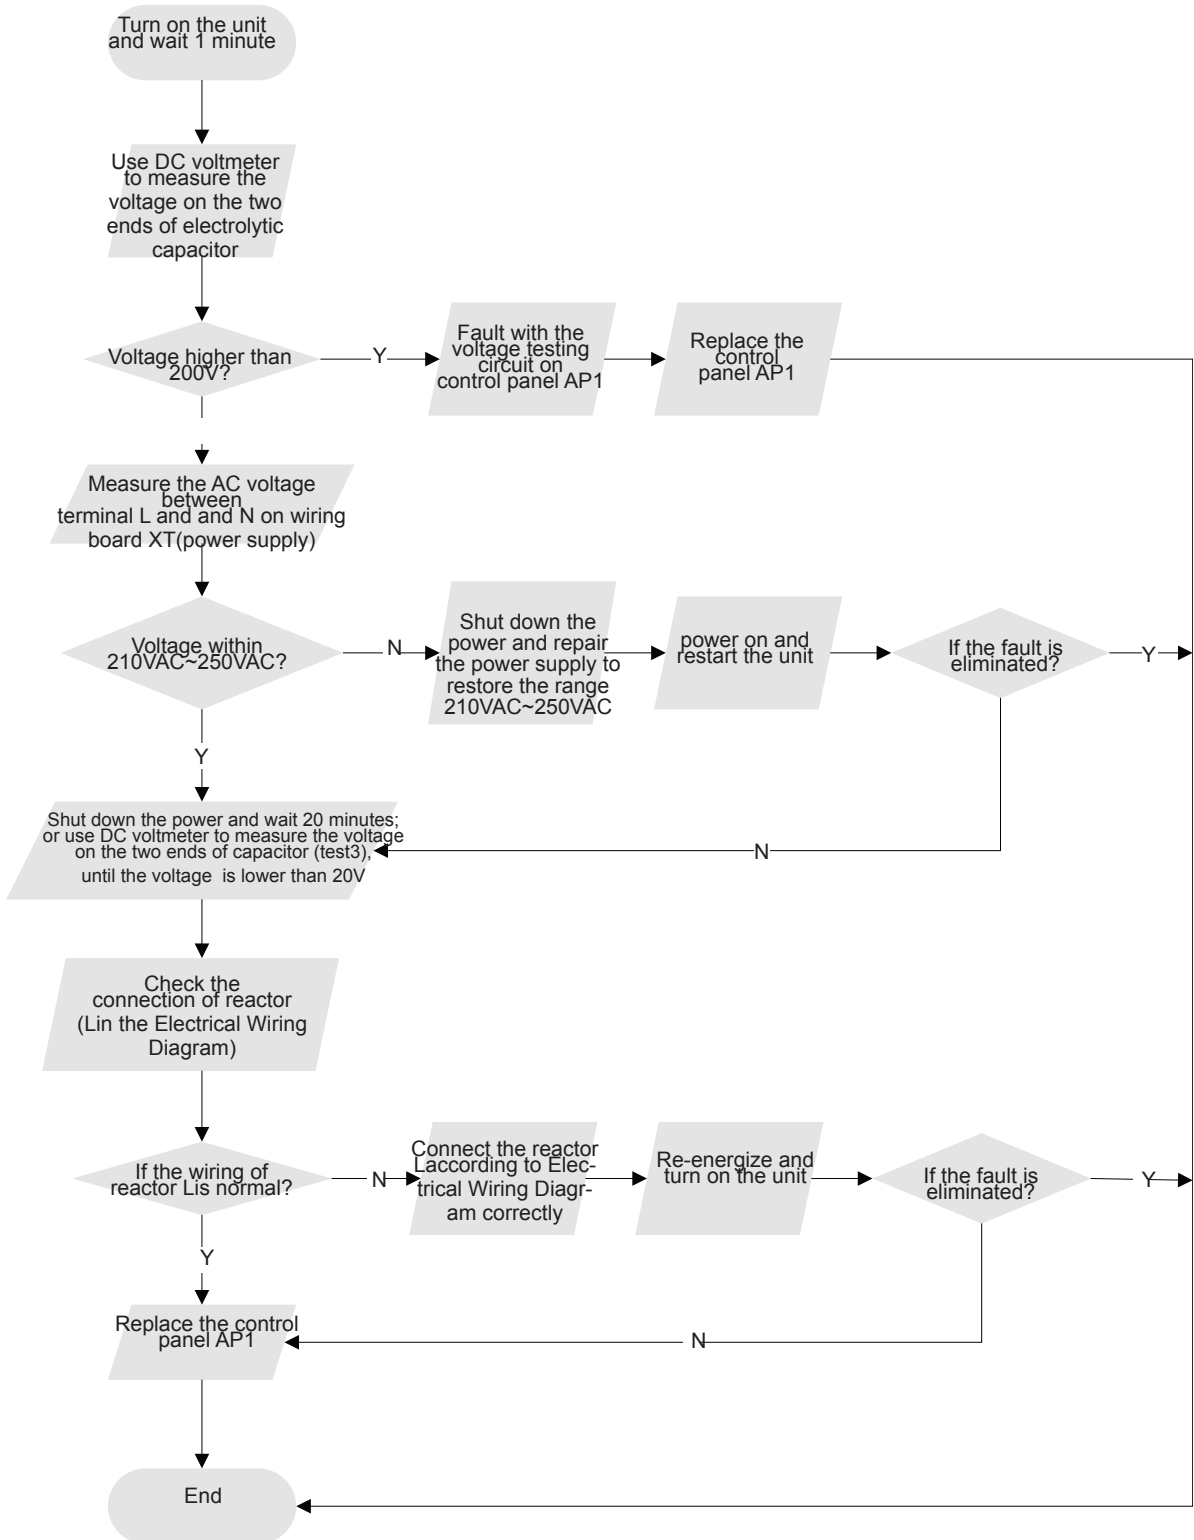 Turn on the unit
and wait 1 minute
Use DC voltmeter
to measure the
voltage on the two
ends of electrolytic
capacitor
Voltage higher than
200V?
Y
Fault with the
voltage testing
circuit on
control panel AP1
Replace the
control
panel AP1
Measure the AC voltage
between
terminal L and and N on wiring
board XT(power supply)
Voltage within
210VAC~250VAC?
N
Shut down the
power and repair
the power supply to
restore the range
210VAC~250VAC
power on and
restart the unit
If the fault is
eliminated?
Y
Y
Shut down the power and wait 20 minutes;
or use DC voltmeter to measure the voltage
on the two ends of capacitor (test3),
until the voltage is lower than 20V
N
Check the
connection of reactor
(Lin the Electrical Wiring
Diagram)
If the wiring of
reactor Lis normal?
N
Connect the reactor
Laccording to Elec-
trical Wiring Diagr-
am correctly
Re-energize and
turn on the unit
If the fault is
eliminated?
Y
Y
Replace the control
panel AP1
N
End